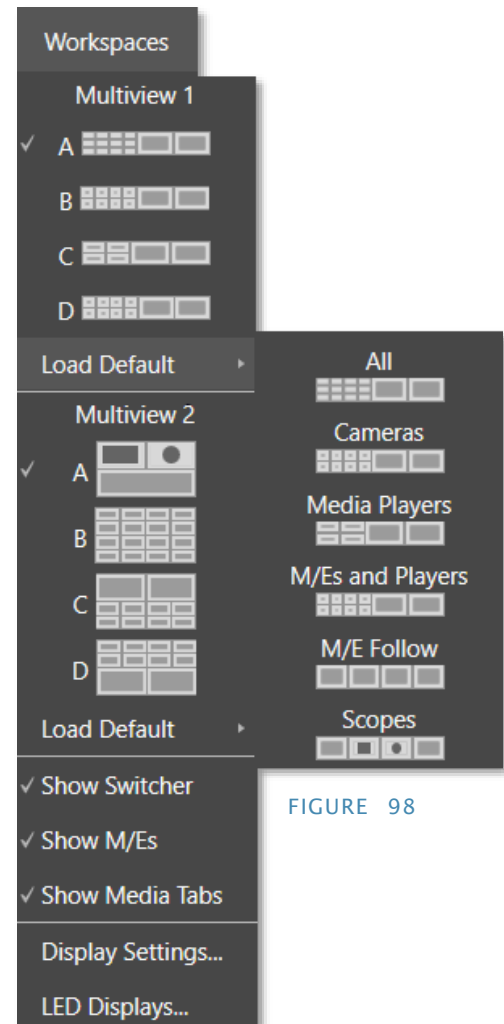 Workspaces
Multiview 1
A
B
C
D
Load Default
Multiview 2
A
B
C
D
Load Default
Show Switcher
Show M/Es
Show Media Tabs
Display Settings...
LED Displays...
All
Cameras
Media Players
M/Es and Players
M/E Follow
Scopes
FIGURE 98